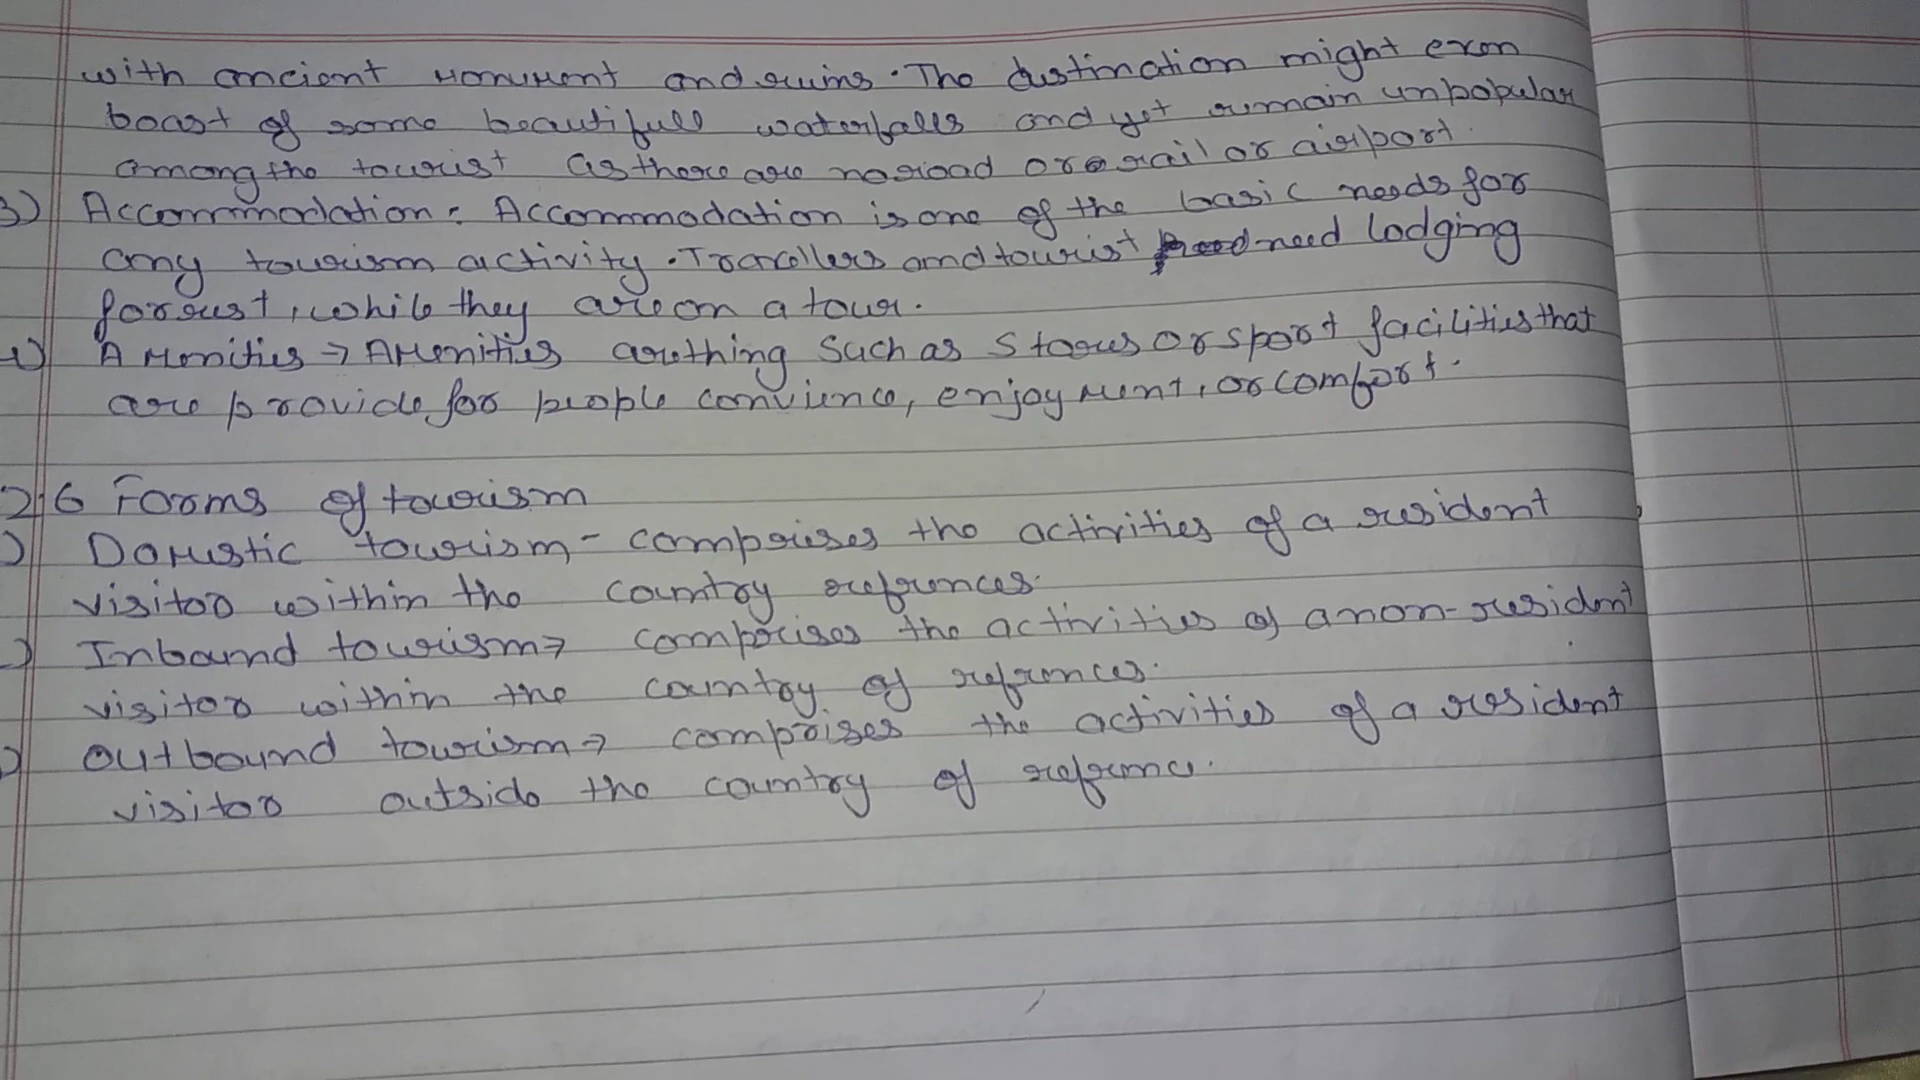 with ancient monument and ruins. The destination might even
boast of some beautifull waterfalls and yet remain unpopular
among the tourist as there are no road or rail or airport.
3) Accommodation: Accommodation is one of the basic needs for
any tourism activity. Travellers and tourist need lodging
for rest, while they are on a tour.
4) Amenities → Amenities are thing such as stores or sport facilities that
are provide for people convience, enjoyment, or comfort.
2.6 Forms of tourism
) Domestic tourism - comprises the activities of a resident
visitor within the country references.
) Inbound tourism → comprises the activities of a non-resident
visitor within the country of references.
) outbound tourism → comprises the activities of a resident
visitor outside the country of refrence.